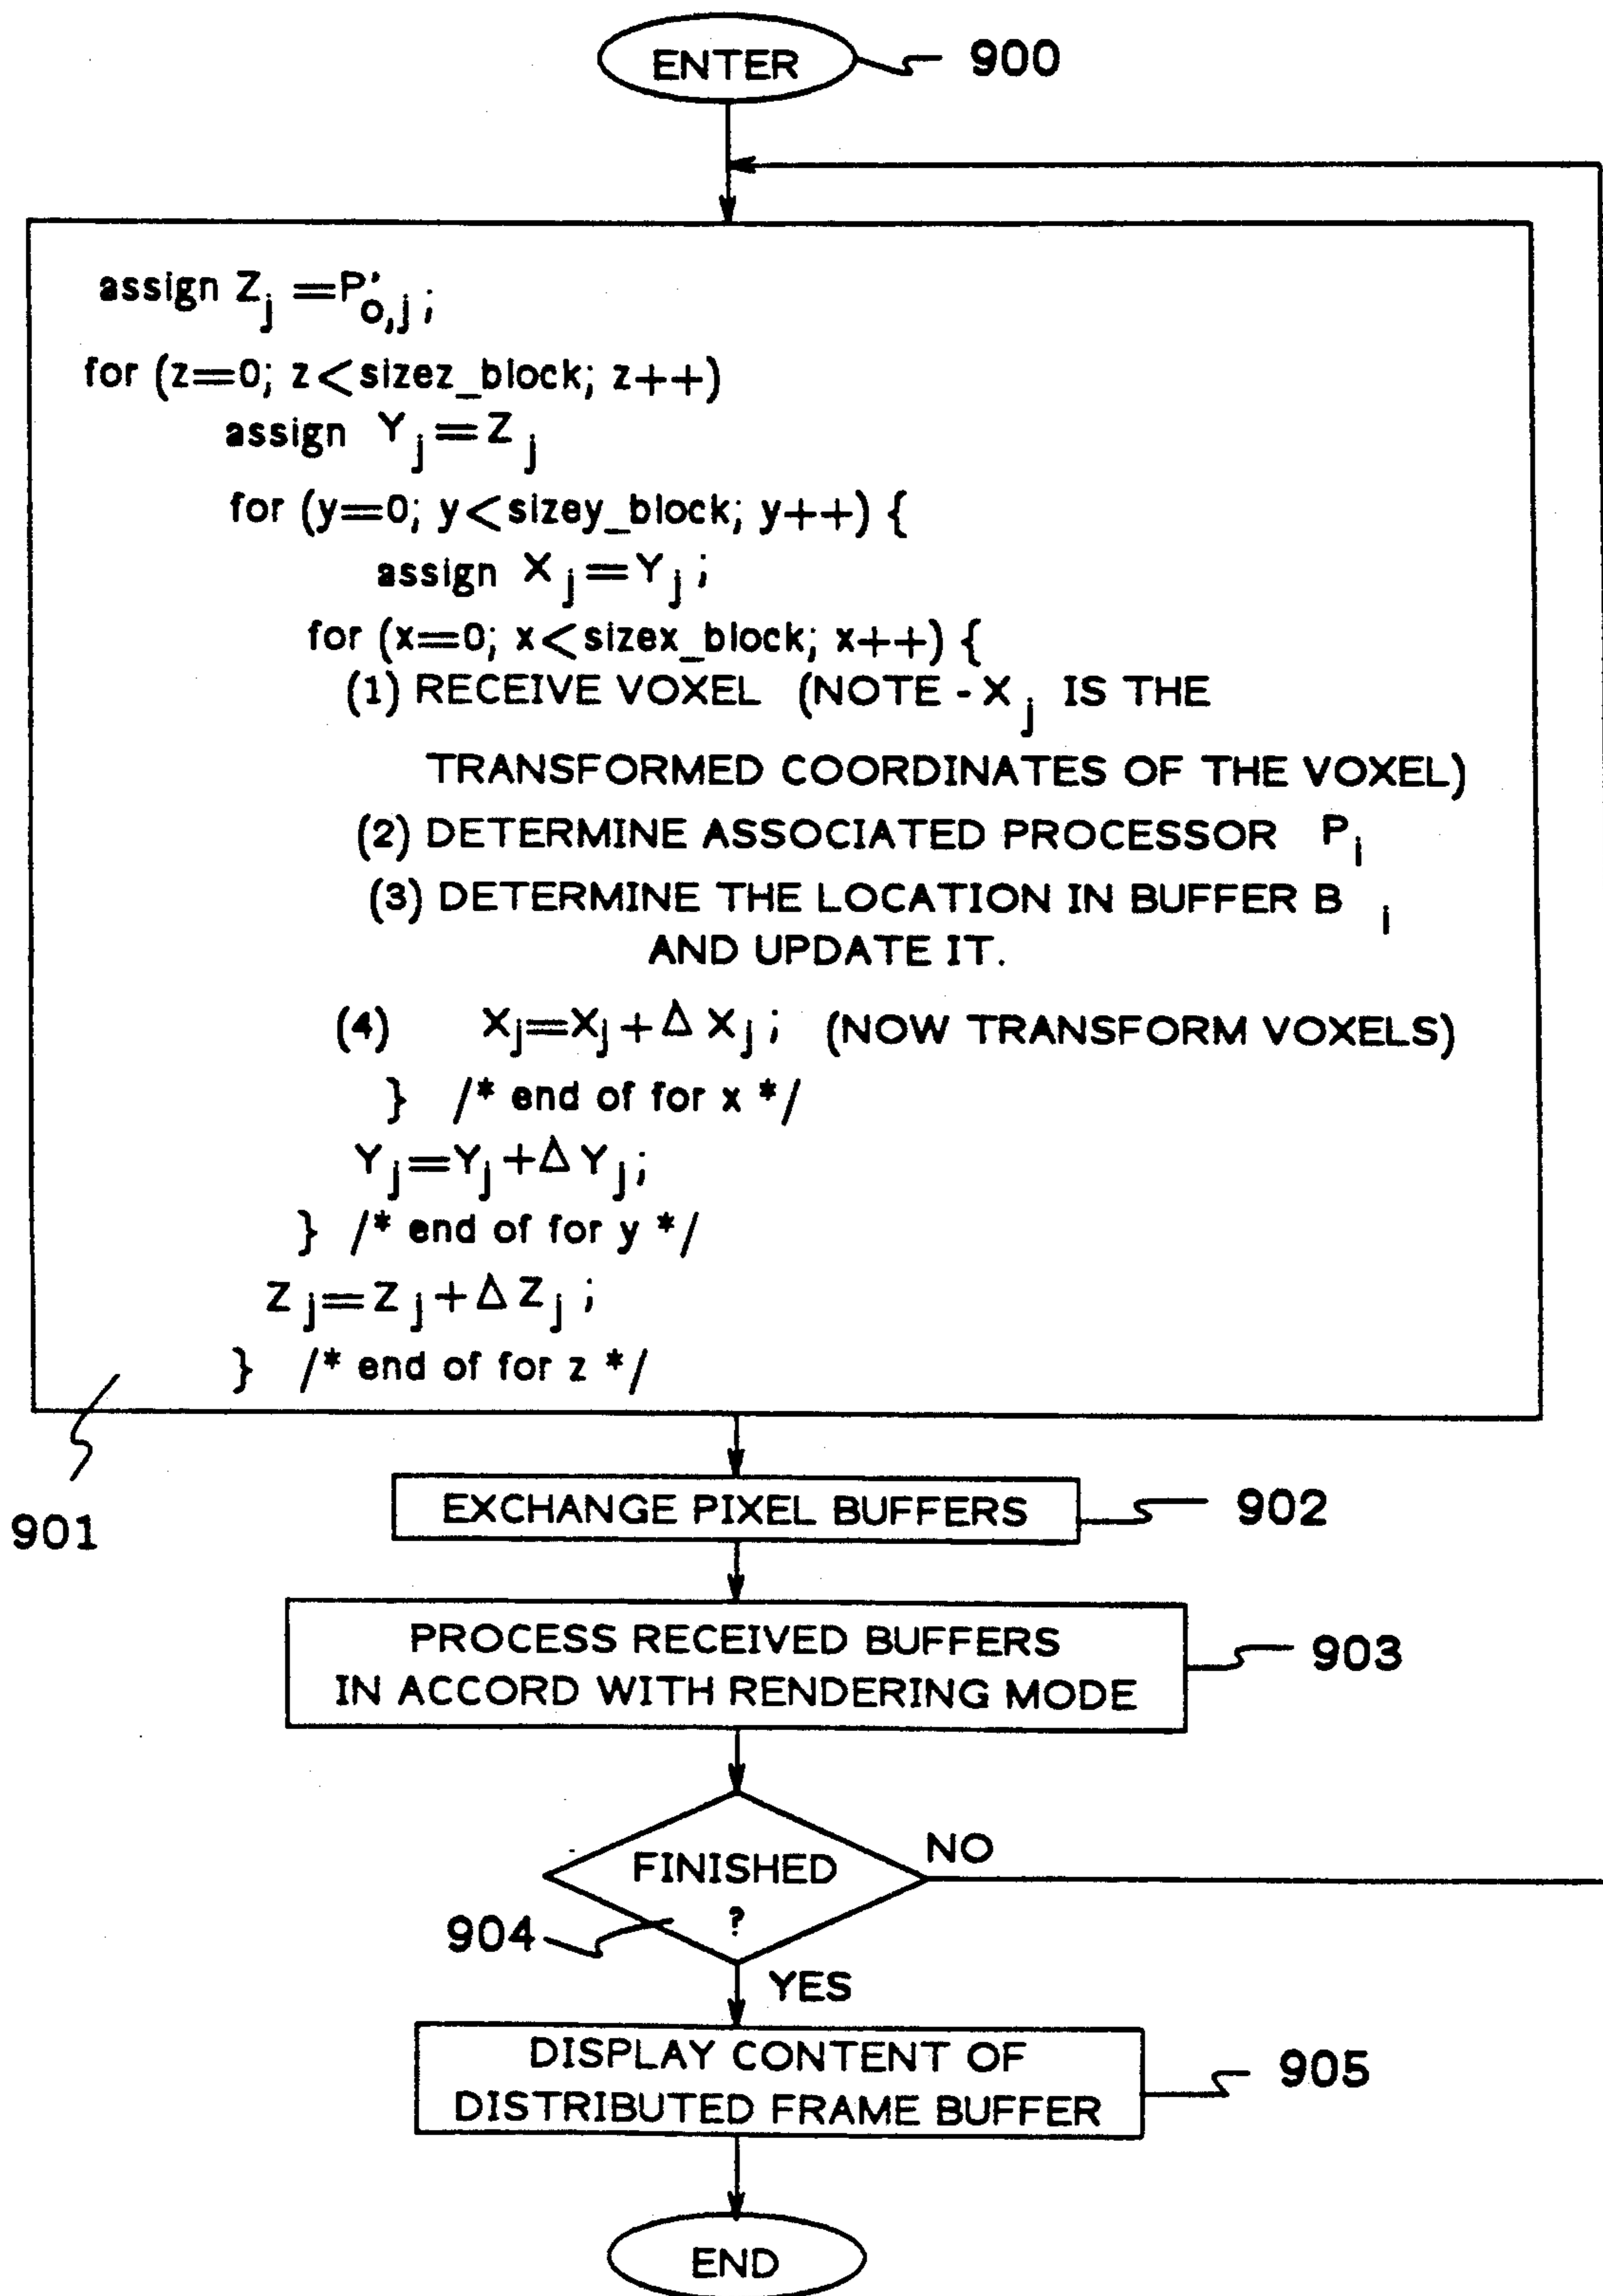 ENTER 900
assign Z_j = P'_{o,j};
for (z=0; z<sizez_block; z++)
assign Y_j = Z_j
for (y=0; y<sizey_block; y++) {
assign X_j = Y_j;
for (x=0; x<sizex_block; x++) {
(1) RECEIVE VOXEL (NOTE - X_j IS THE
TRANSFORMED COORDINATES OF THE VOXEL)
(2) DETERMINE ASSOCIATED PROCESSOR P_i
(3) DETERMINE THE LOCATION IN BUFFER B_i
AND UPDATE IT.
(4) X_j=X_j+Δ X_j; (NOW TRANSFORM VOXELS)
} /* end of for x */
Y_j=Y_j+Δ Y_j;
} /* end of for y */
Z_j=Z_j+Δ Z_j;
} /* end of for z */
901
EXCHANGE PIXEL BUFFERS 902
PROCESS RECEIVED BUFFERS
IN ACCORD WITH RENDERING MODE
903
FINISHED
?
NO
904
YES
DISPLAY CONTENT OF
DISTRIBUTED FRAME BUFFER
905
END